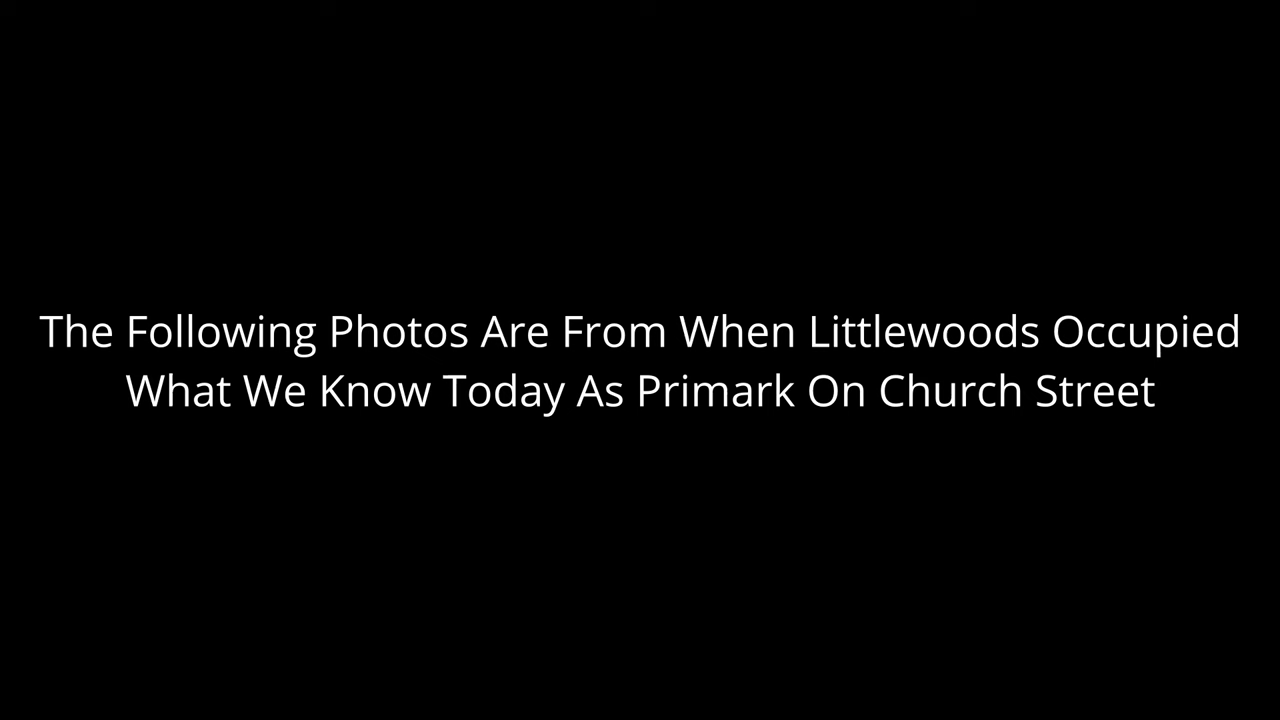 The Following Photos Are From When Littlewoods Occupied
What We Know Today As Primark On Church Street